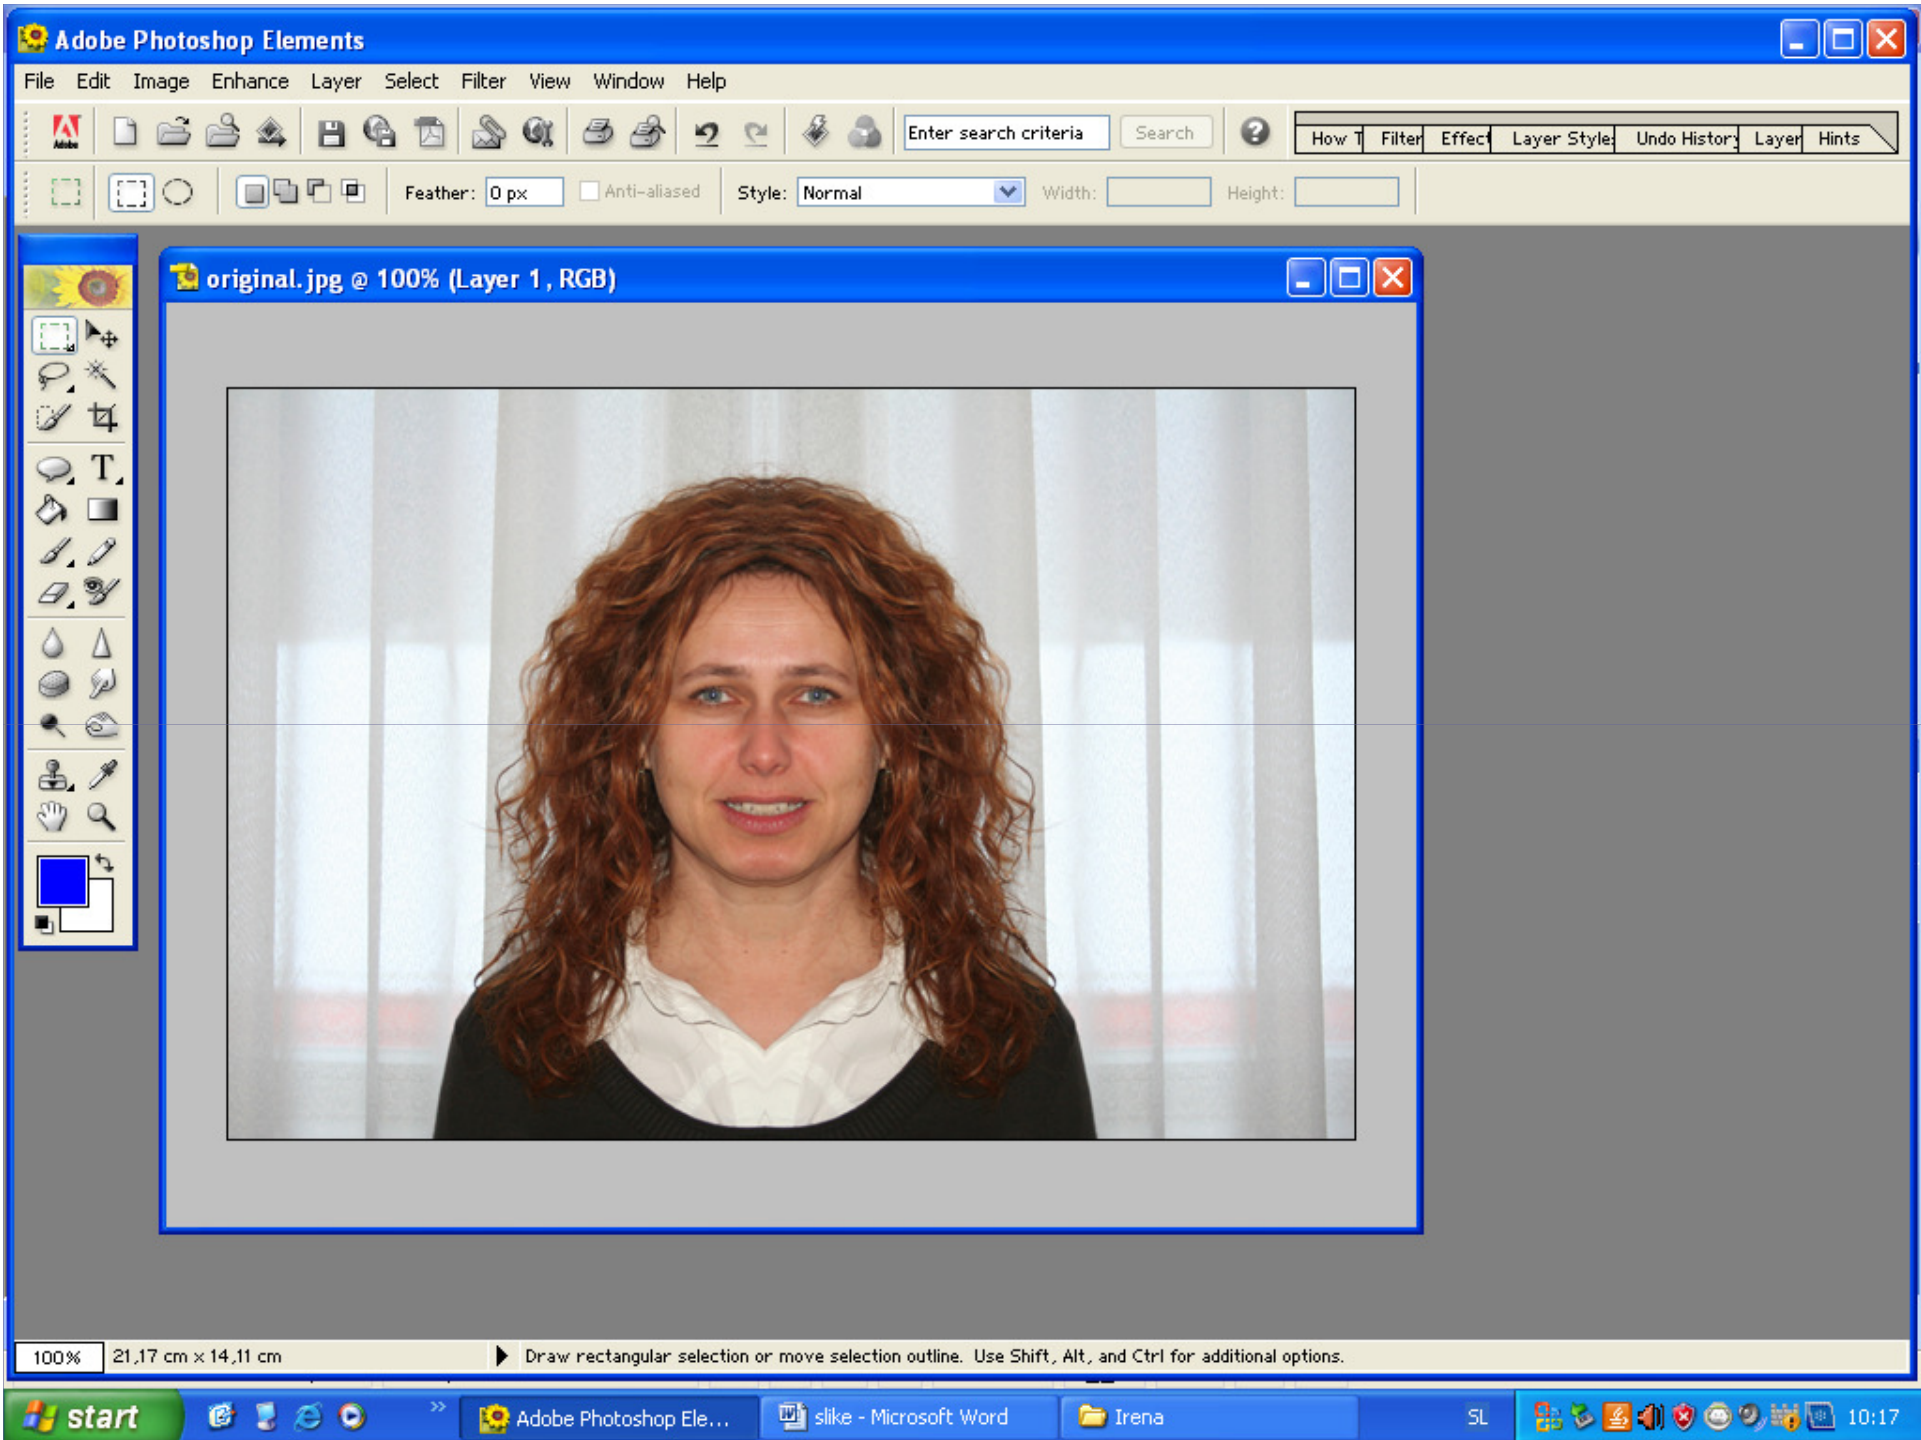 Adobe Photoshop Elements
File Edit Image Enhance Layer Select Filter View Window Help
Adobe Enter search criteria Search ? How T Filter Effect Layer Style Undo History Layer Hints
Feather: 0 px Anti-aliased Style: Normal Width: Height:
original.jpg @ 100% (Layer 1, RGB)
T
100% 21,17 cm x 14,11 cm Draw rectangular selection or move selection outline. Use Shift, Alt, and Ctrl for additional options.
start » Adobe Photoshop Ele... slike - Microsoft Word Irena SL 10:17